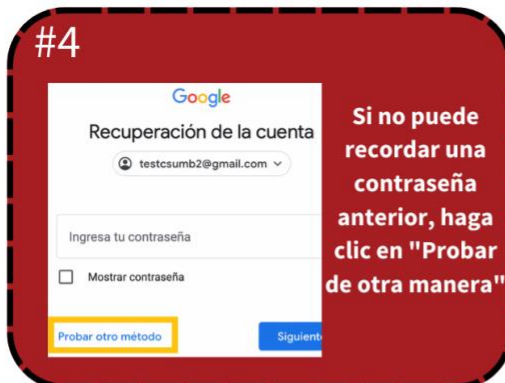 #4
Google
Recuperación de la cuenta
testcsumb2@gmail.com
Ingresa tu contraseña
Mostrar contraseña
Probar otro método
Siguient
Si no puede
recordar una
contraseña
anterior, haga
clic en "Probar
de otra manera"